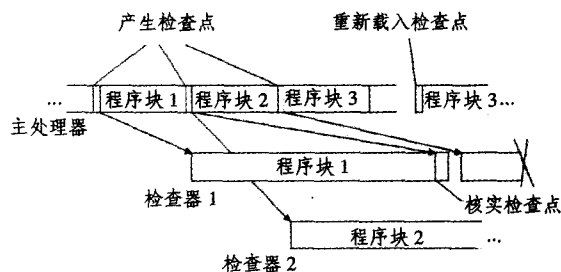 产生检查点
重新载入检查点
... 程序块1 程序块2 程序块3 程序块3...
主处理器
程序块1
检查器1
核实检查点
程序块2 ...
检查器2